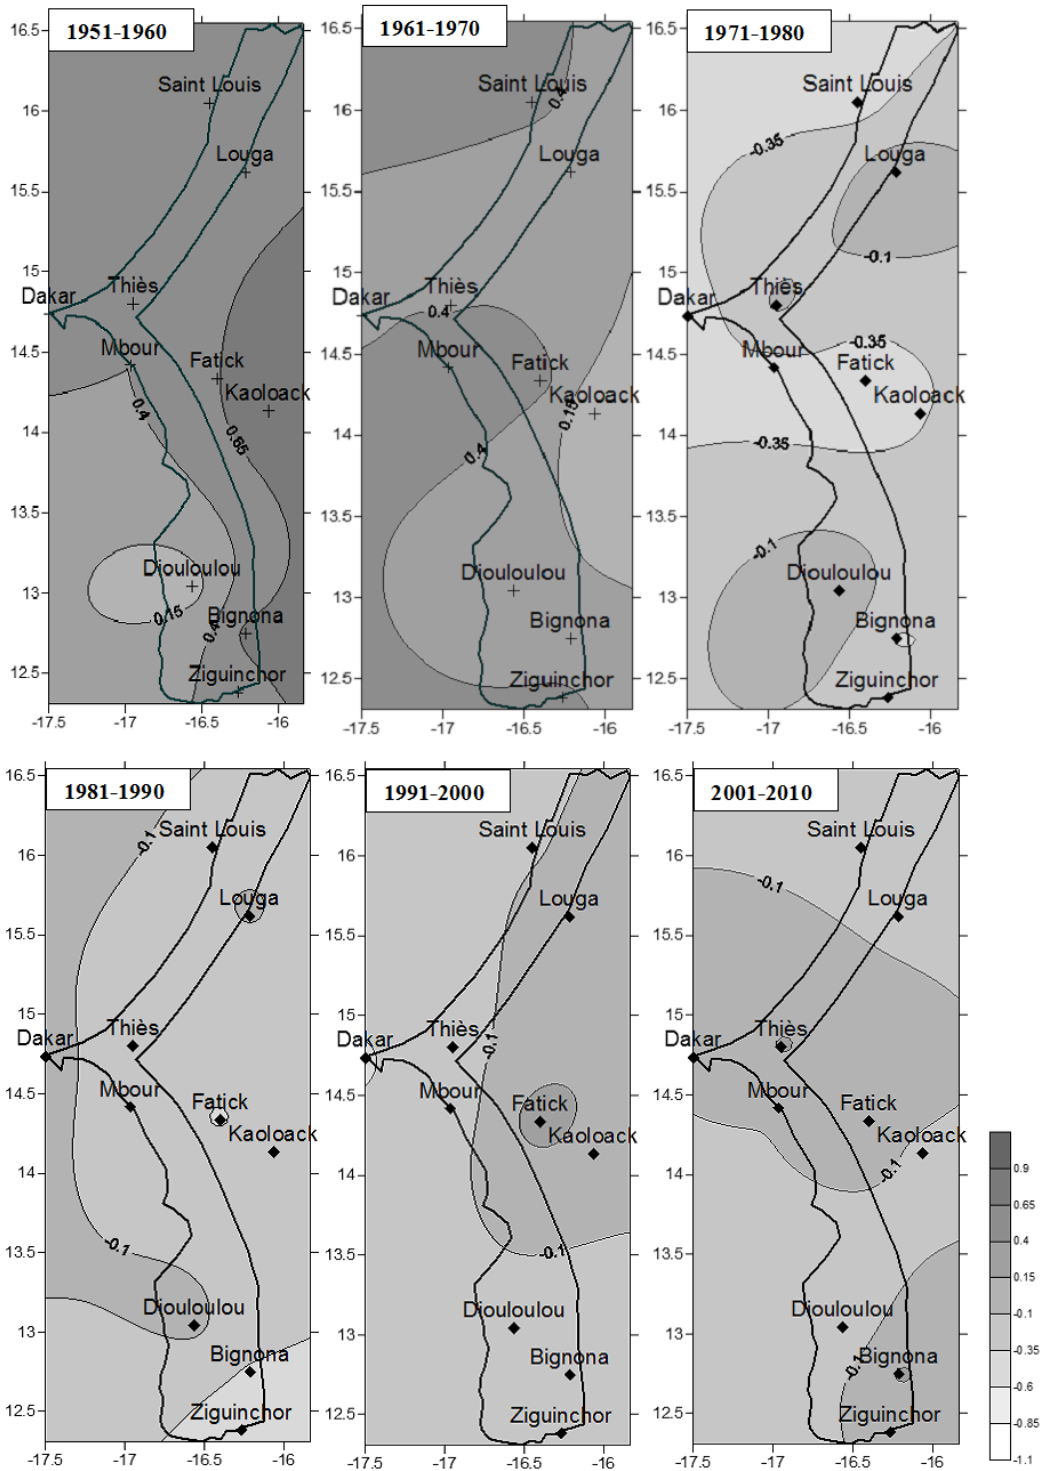 1951-1960
16.5
16
15.5
15
14.5
14
13.5
13
12.5
-17.5
-17
-16.5
-16
Saint Louis
Louga
Thiès
Dakar
Mbour
Fatick
Kaoloack
Diouloulou
Bignona
Ziguinchor
0.4
0.65
0.15
0.4
1961-1970
16.5
16
15.5
15
14.5
14
13.5
13
12.5
-17.5
-17
-16.5
-16
Saint Louis
Louga
Thiès
Dakar
Mbour
Fatick
Kaoloack
Diouloulou
Bignona
Ziguinchor
0.4
0.4
0.15
0.4
1971-1980
16.5
16
15.5
15
14.5
14
13.5
13
12.5
-17.5
-17
-16.5
-16
Saint Louis
Louga
Thiès
Dakar
Mbour
Fatick
Kaoloack
Diouloulou
Bignona
Ziguinchor
-0.35
-0.1
-0.35
-0.35
-0.1
1981-1990
16.5
16
15.5
15
14.5
14
13.5
13
12.5
-17.5
-17
-16.5
-16
Saint Louis
Louga
Thiès
Dakar
Mbour
Fatick
Kaoloack
Diouloulou
Bignona
Ziguinchor
-0.1
-0.1
1991-2000
16.5
16
15.5
15
14.5
14
13.5
13
12.5
-17.5
-17
-16.5
-16
Saint Louis
Louga
Thiès
Dakar
Mbour
Fatick
Kaoloack
Diouloulou
Bignona
Ziguinchor
-0.1
-0.1
2001-2010
16.5
16
15.5
15
14.5
14
13.5
13
12.5
-17.5
-17
-16.5
-16
Saint Louis
Louga
Thiès
Dakar
Mbour
Fatick
Kaoloack
Diouloulou
Bignona
Ziguinchor
-0.1
-0.1
-0.1
0.9
0.65
0.4
0.15
-0.1
-0.35
-0.6
-0.85
-1.1